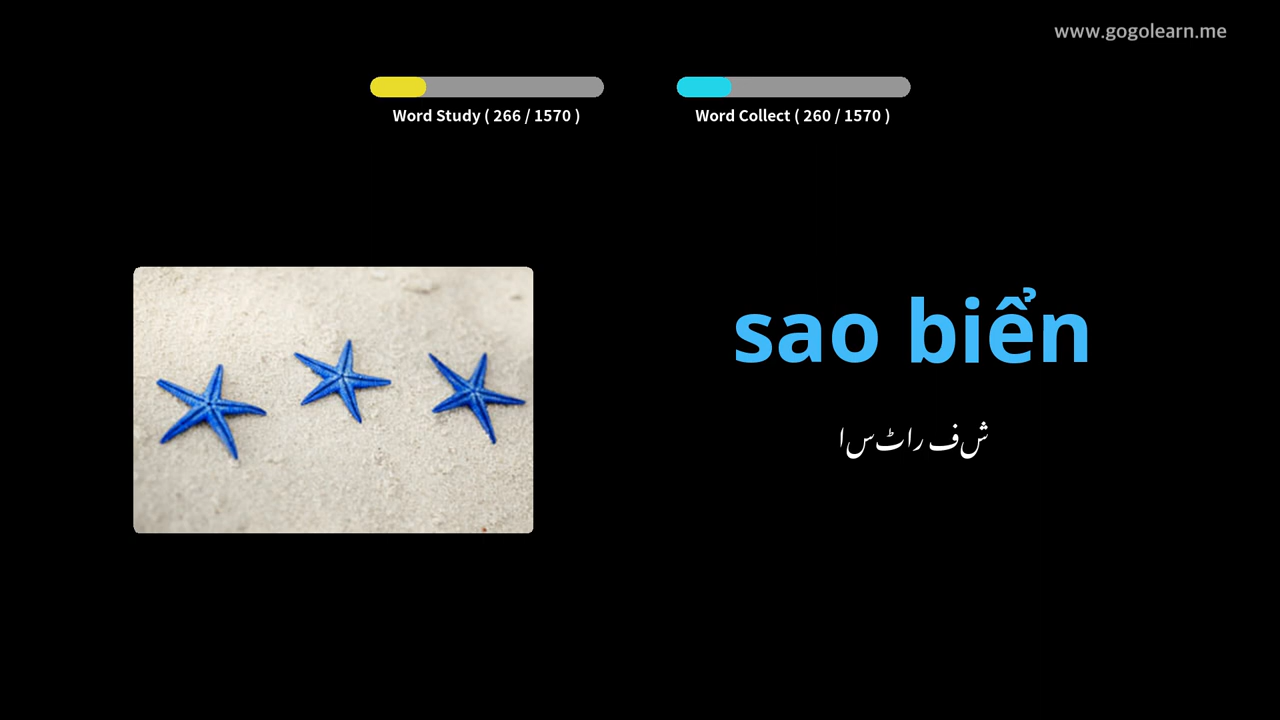 www.gogolearn.me
Word Study ( 266 / 1570 )
Word Collect ( 260 / 1570 )
sao biển
اسٹار فش